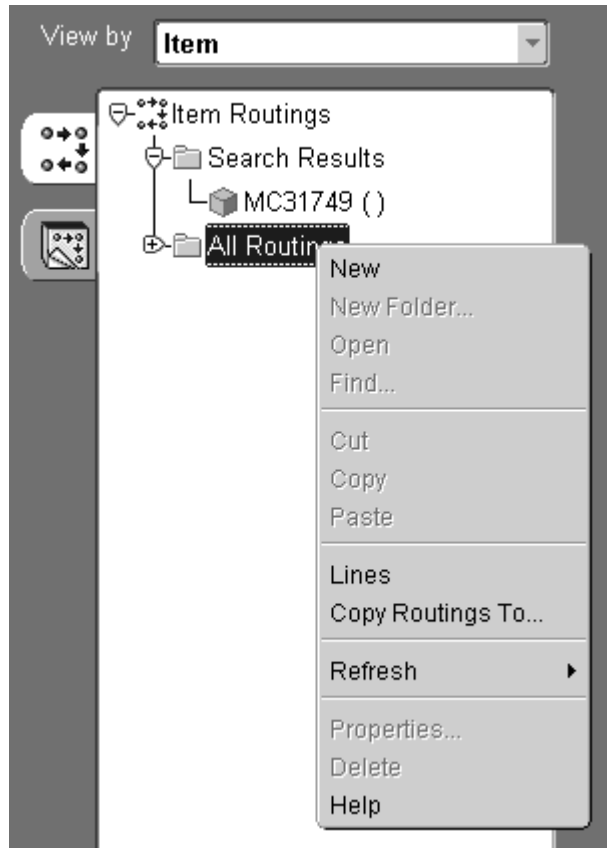 View by Item
Item Routings
Search Results
MC31749 ( )
All Routings
New
New Folder...
Open
Find...
Cut
Copy
Paste
Lines
Copy Routings To...
Refresh
Properties...
Delete
Help